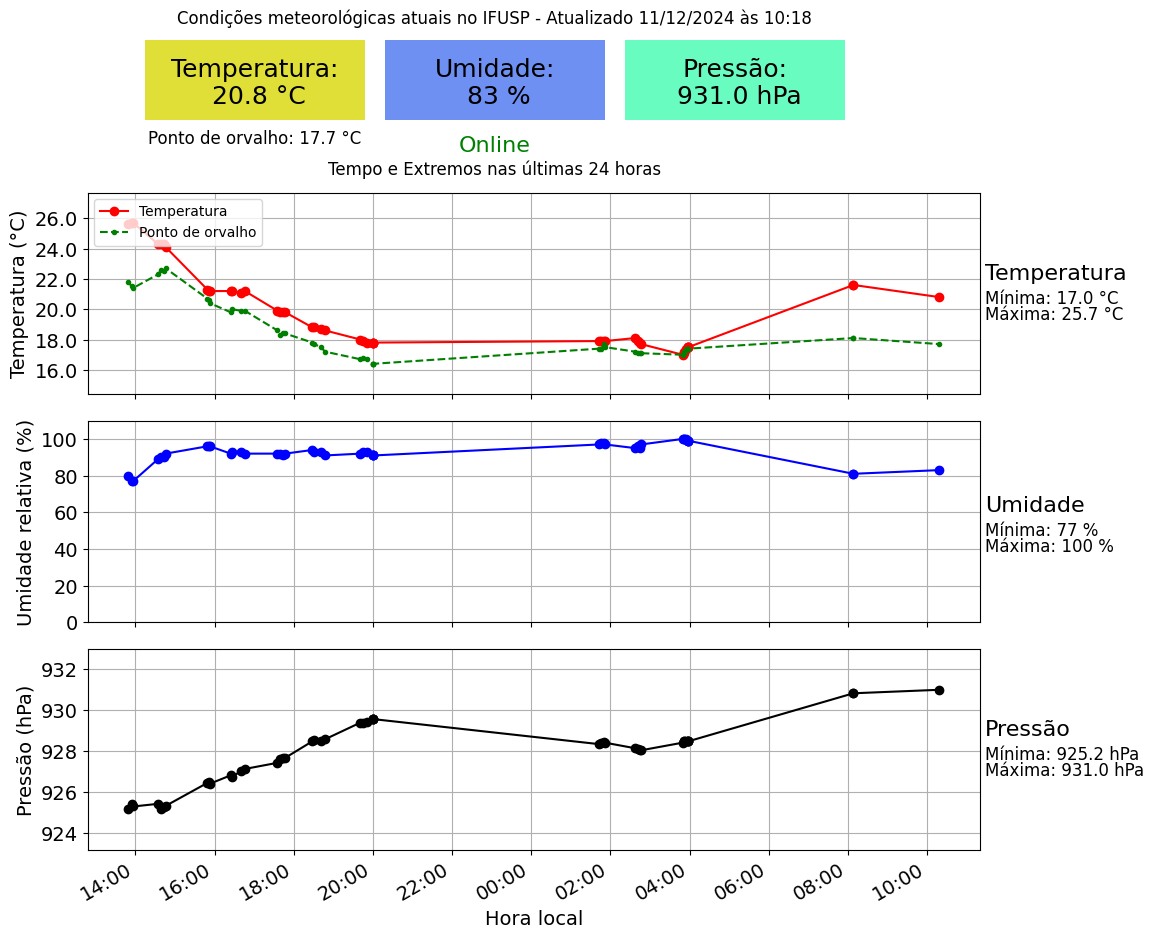 Condições meteorológicas atuais no IFUSP - Atualizado 11/12/2024 às 10:18
Temperatura:
20.8 °C
Umidade:
83 %
Pressão:
931.0 hPa
Ponto de orvalho: 17.7 °C
Online
Tempo e Extremos nas últimas 24 horas
Temperatura (°C)
26.0
24.0
22.0
20.0
18.0
16.0
Temperatura
Ponto de orvalho
Temperatura
Mínima: 17.0 °C
Máxima: 25.7 °C
Umidade relativa (%)
100
80
60
40
20
0
Umidade
Mínima: 77 %
Máxima: 100 %
Pressão (hPa)
932
930
928
926
924
Pressão
Mínima: 925.2 hPa
Máxima: 931.0 hPa
14:00
16:00
18:00
20:00
22:00
00:00
02:00
04:00
06:00
08:00
10:00
Hora local